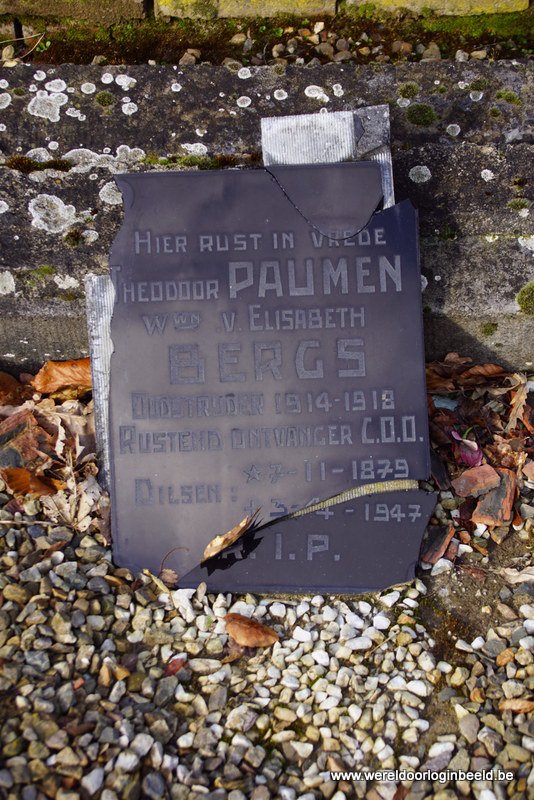 HIER RUST IN VREDE
THEODOOR PAUMEN
WWN V. ELISABETH
BERGS
OUDSTRIJDER 1914-1918
RUSTEND ONTVANGER C.O.O.
DILSEN: * 7-11-1879
-1947
R.I.P.
www.wereldoorloginbeeld.be